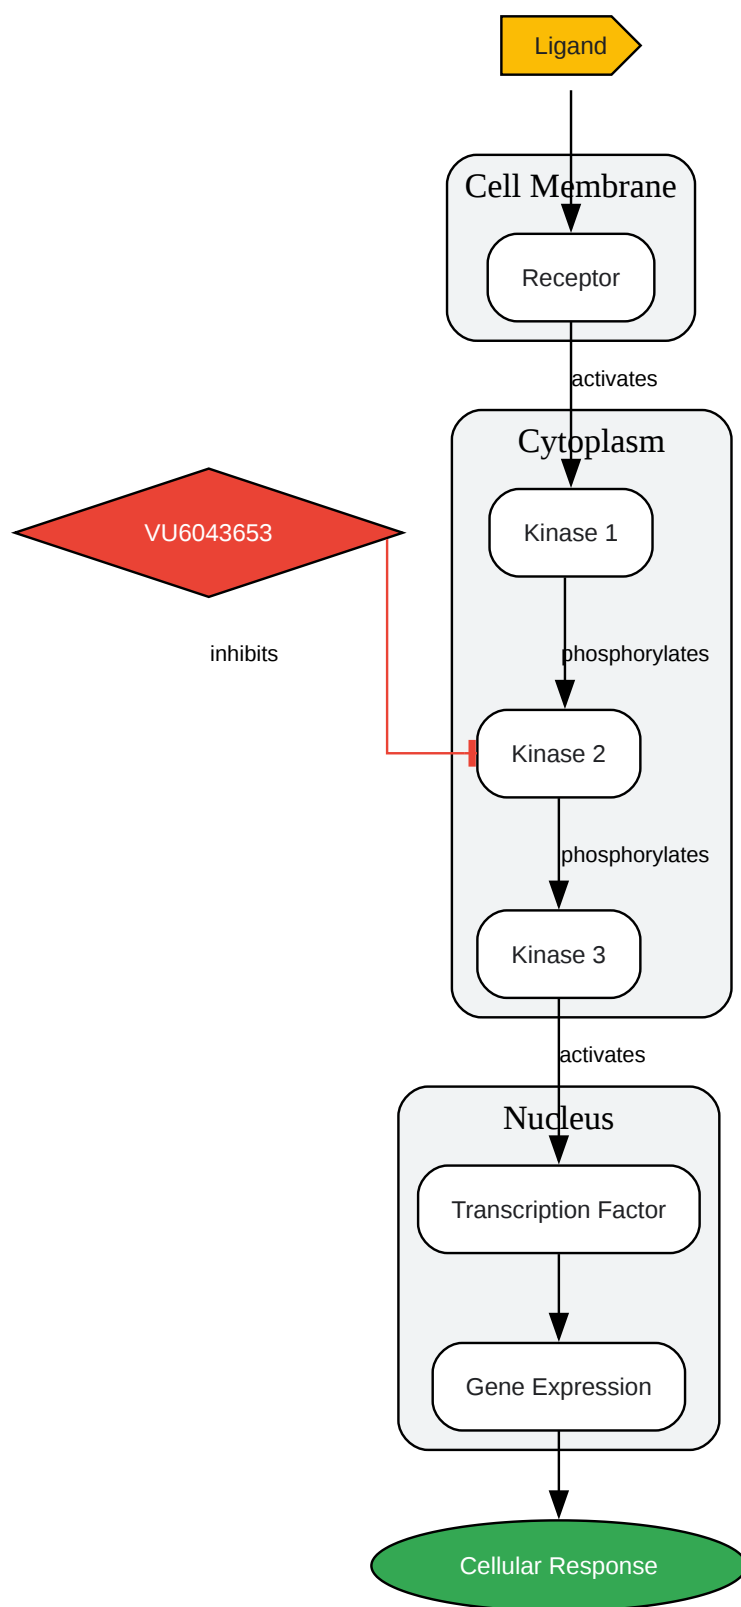 Ligand
Cell Membrane
Receptor
activates
Cytoplasm
VU6043653
Kinase 1
inhibits
phosphorylates
Kinase 2
phosphorylates
Kinase 3
activates
Nucleus
Transcription Factor
Gene Expression
Cellular Response